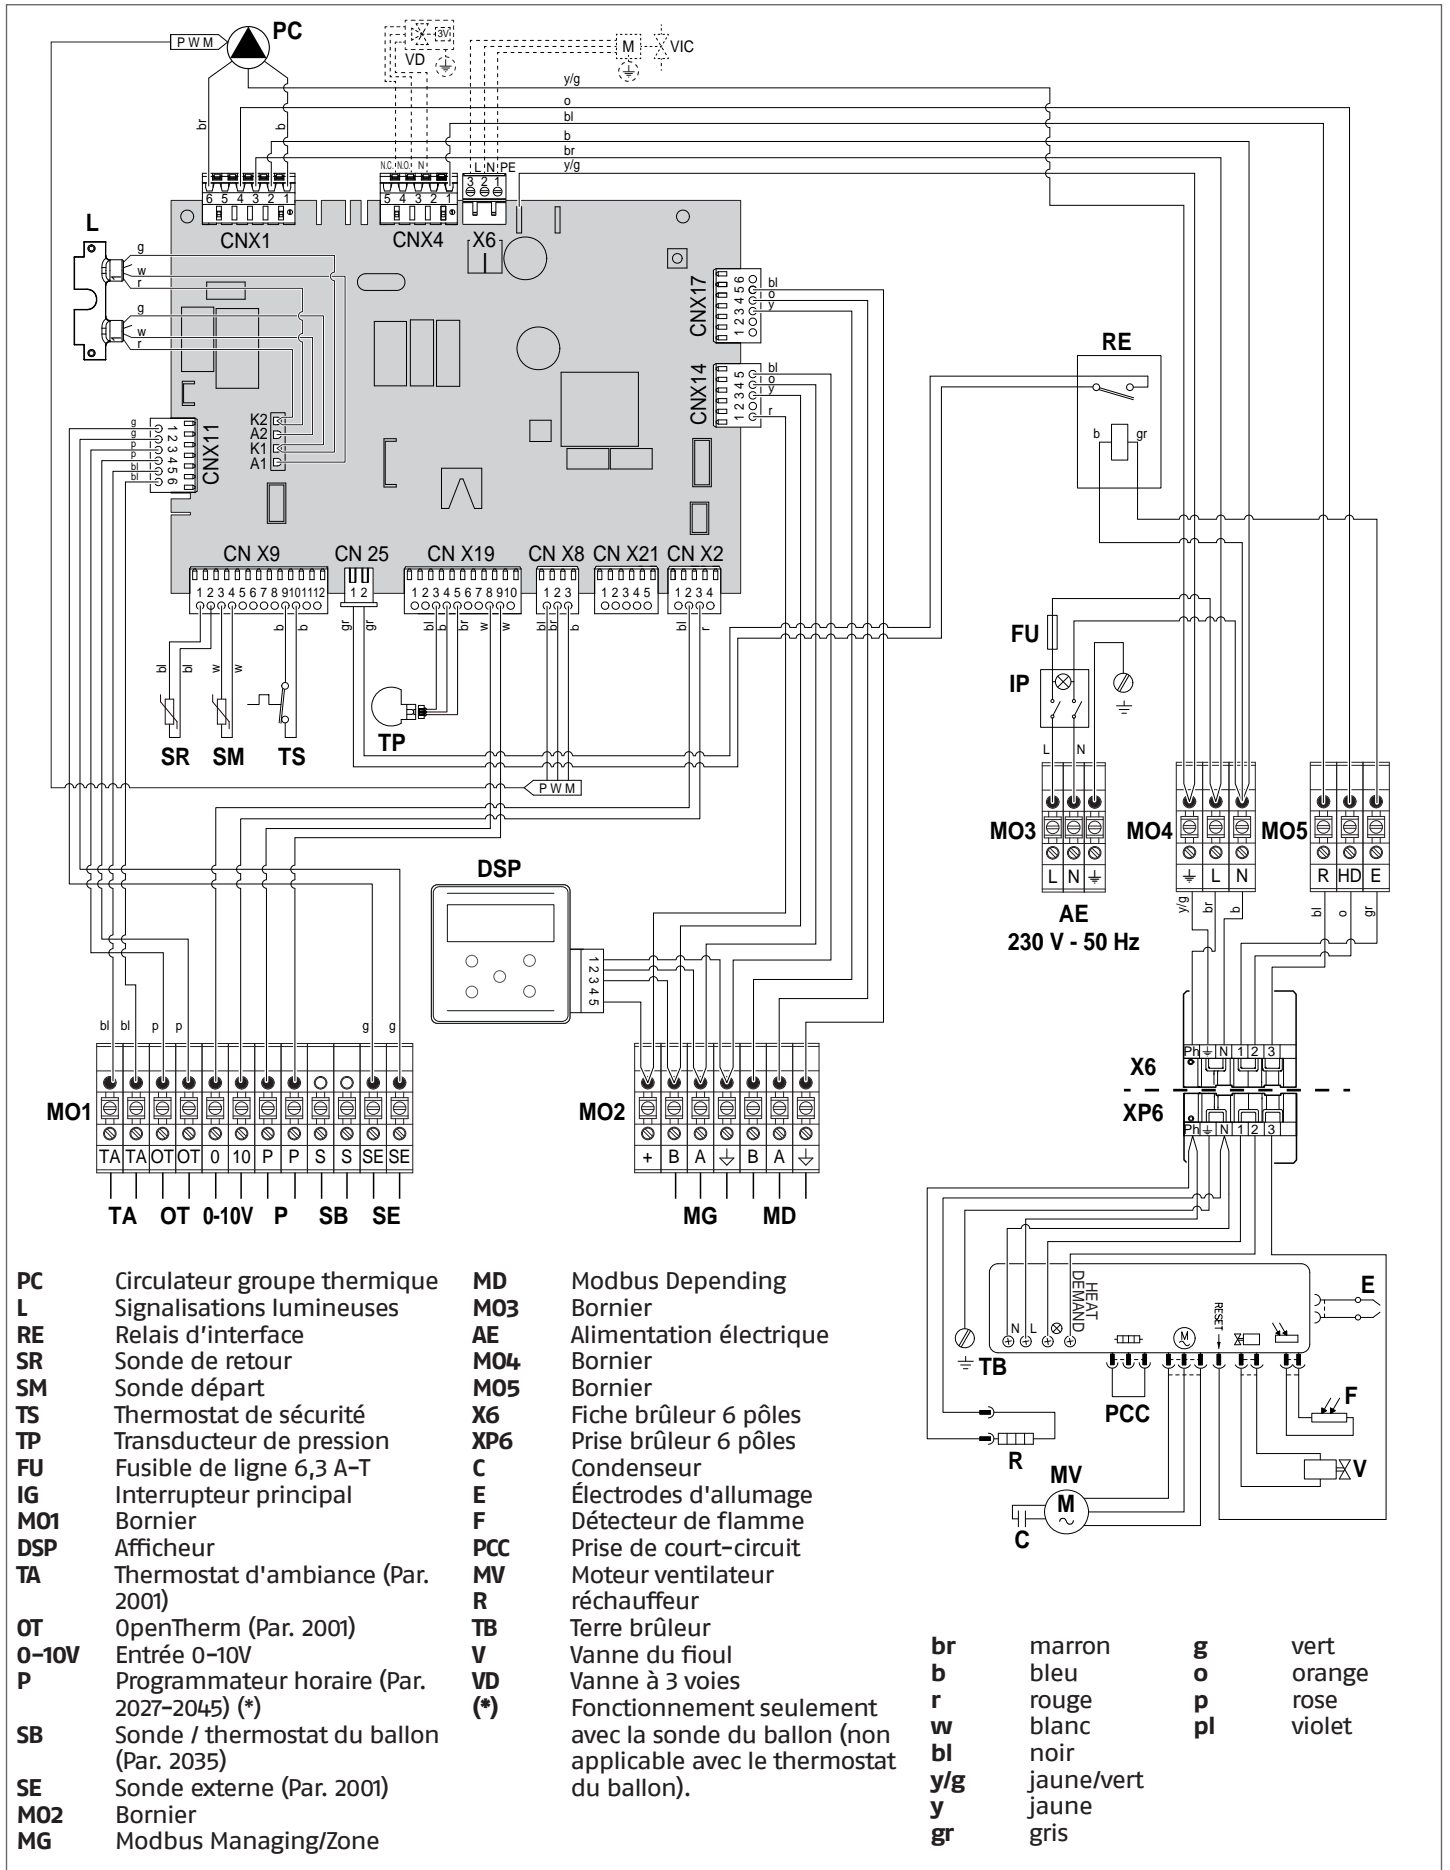 PC
PWM
3V
VD
M
VIC
y/g
o
bl
b
br
y/g
br
b
N.C. N.O. N
L N PE
6 5 4 3 2 1
5 4 3 2 1
3 2 1
CNX1
CNX4
X6
L
g
w
r
g
w
r
CNX17
1 2 3 4 5 6
bl
o
y
CNX14
1 2 3 4 5
bl
o
y
r
RE
b
gr
K2
A2
K1
A1
CNX11
1 2 3 4 5 6
g
g
p
p
bl
bl
CN X9
CN 25
CN X19
CN X8
CN X21
CN X2
1 2 3 4 5 6 7 8 9 10 11 12
1 2
1 2 3 4 5 6 7 8 9 10
1 2 3
1 2 3 4 5
1 2 3 4
b b
gr gr
bl b br w w
bl br b
bl r
bl bl w w
SR
SM
TS
TP
PWM
FU
IP
L N
MO3
MO4
MO5
L N
L N
R HD E
AE
230 V - 50 Hz
y/g br b
bl o gr
DSP
1 2 3 4 5
bl bl p p g g
MO1
TA TA OT OT 0 10 P P S S SE SE
TA OT 0-10V P SB SE
MO2
+ B A B A
MG MD
X6
Ph N 1 2 3
XP6
Ph N 1 2 3
HEAT DEMAND
N L
RESET
M
E
TB
PCC
F
R
MV
M
V
C
PC Circulateur groupe thermique
L Signalisations lumineuses
RE Relais d'interface
SR Sonde de retour
SM Sonde départ
TS Thermostat de sécurité
TP Transducteur de pression
FU Fusible de ligne 6,3 A-T
IG Interrupteur principal
MO1 Bornier
DSP Afficheur
TA Thermostat d'ambiance (Par.
2001)
OT OpenTherm (Par. 2001)
0-10V Entrée 0-10V
P Programmateur horaire (Par.
2027-2045) (*)
SB Sonde / thermostat du ballon
(Par. 2035)
SE Sonde externe (Par. 2001)
MO2 Bornier
MG Modbus Managing/Zone
MD Modbus Depending
MO3 Bornier
AE Alimentation électrique
MO4 Bornier
MO5 Bornier
X6 Fiche brûleur 6 pôles
XP6 Prise brûleur 6 pôles
C Condenseur
E Électrodes d'allumage
F Détecteur de flamme
PCC Prise de court-circuit
MV Moteur ventilateur
R réchauffeur
TB Terre brûleur
V Vanne du fioul
VD Vanne à 3 voies
(*) Fonctionnement seulement
avec la sonde du ballon (non
applicable avec le thermostat
du ballon).
br marron
b bleu
r rouge
w blanc
bl noir
y/g jaune/vert
y jaune
gr gris
g vert
o orange
p rose
pl violet